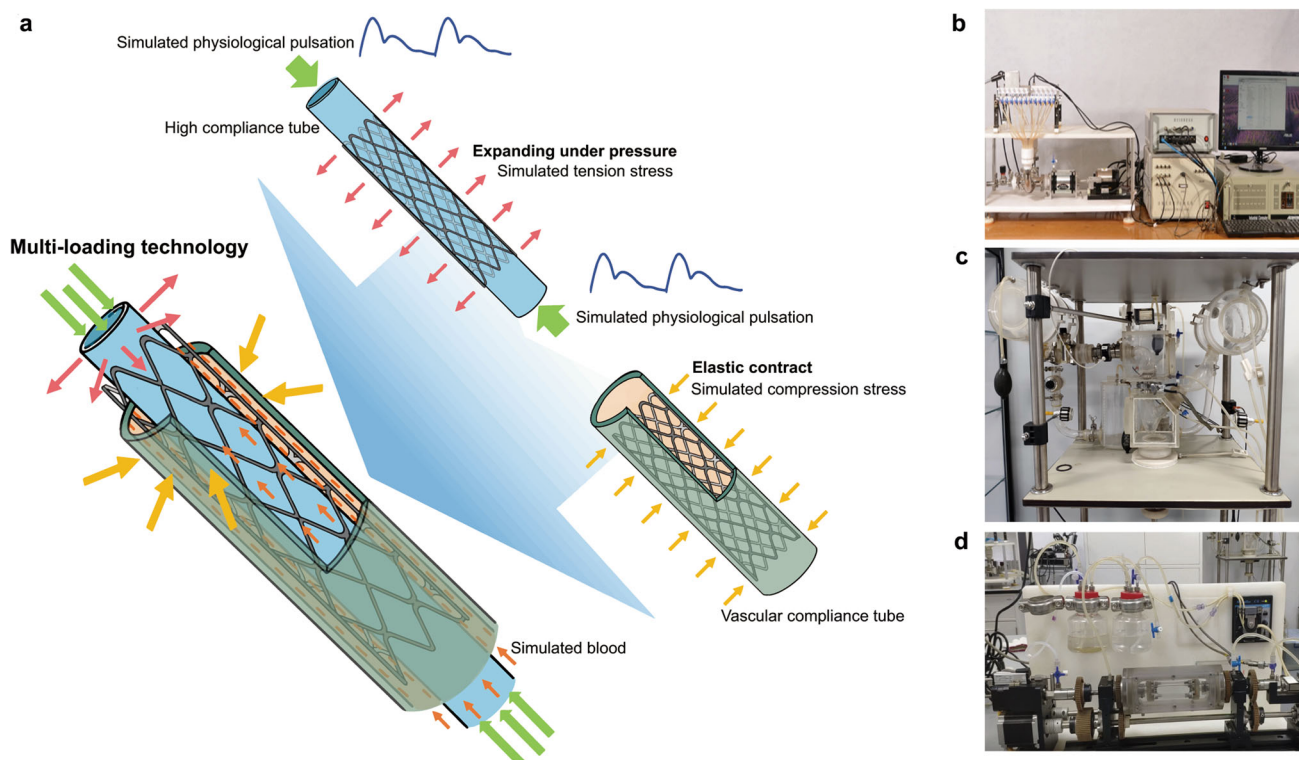 a
Simulated physiological pulsation
High compliance tube
Expanding under pressure
Simulated tension stress
Multi-loading technology
Simulated physiological pulsation
Elastic contract
Simulated compression stress
Vascular compliance tube
Simulated blood
b
c
d